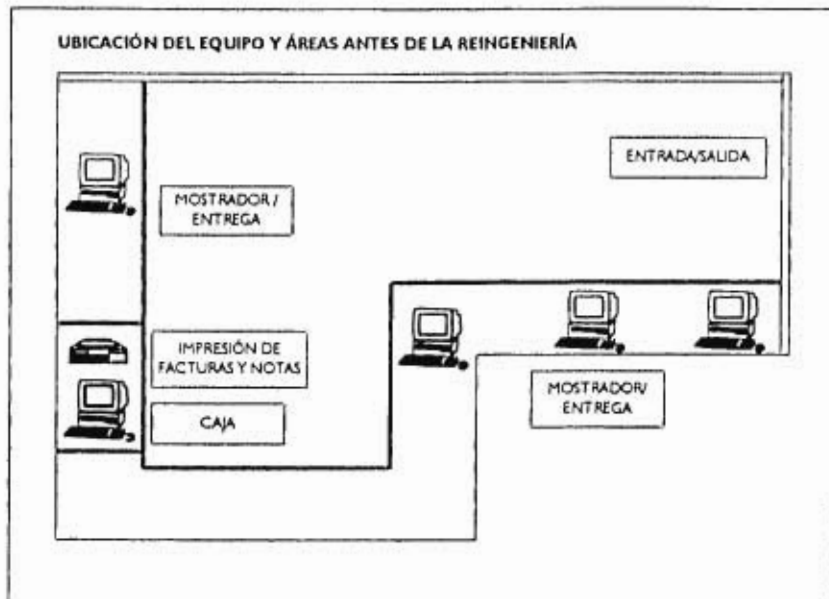 UBICACIÓN DEL EQUIPO Y ÁREAS ANTES DE LA REINGENIERÍA
ENTRADA/SALIDA
MOSTRADOR /
ENTREGA
IMPRESIÓN DE
FACTURAS Y NOTAS
CAJA
MOSTRADOR/
ENTREGA